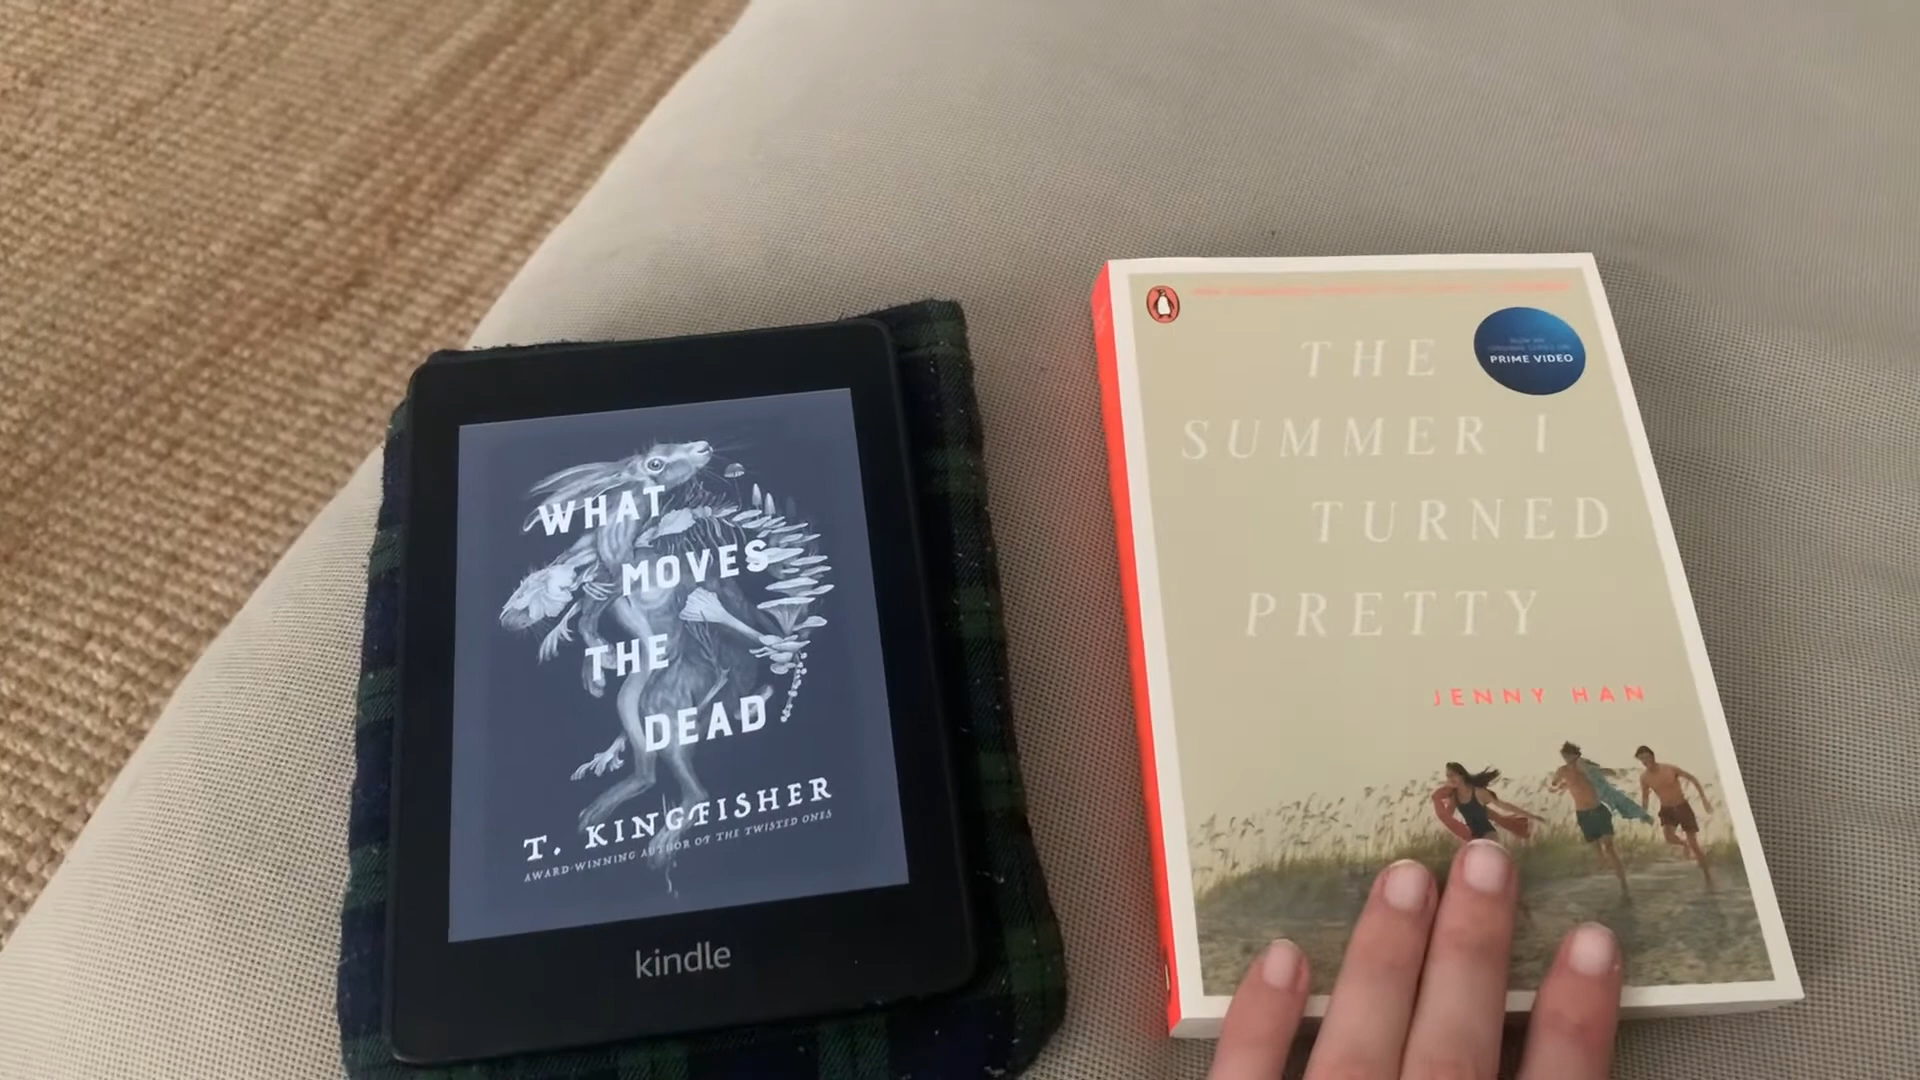 WHAT
MOVES
THE
DEAD
T. KINGFISHER
AWARD-WINNING AUTHOR OF THE TWISTED ONES
kindle
PRIME VIDEO
THE
SUMMER I
TURNED
PRETTY
JENNY HAN